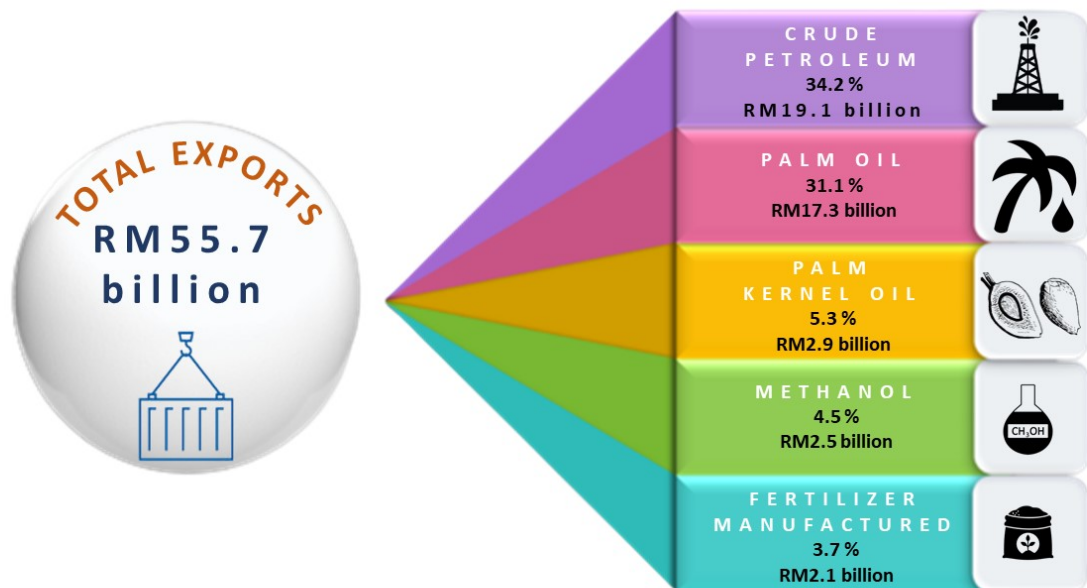 TOTAL EXPORTS
RM55.7
billion
CRUDE
PETROLEUM
34.2 %
RM19.1 billion
PALM OIL
31.1 %
RM17.3 billion
PALM
KERNEL OIL
5.3 %
RM2.9 billion
METHANOL
4.5 %
RM2.5 billion
CH₃OH
FERTILIZER
MANUFACTURED
3.7 %
RM2.1 billion